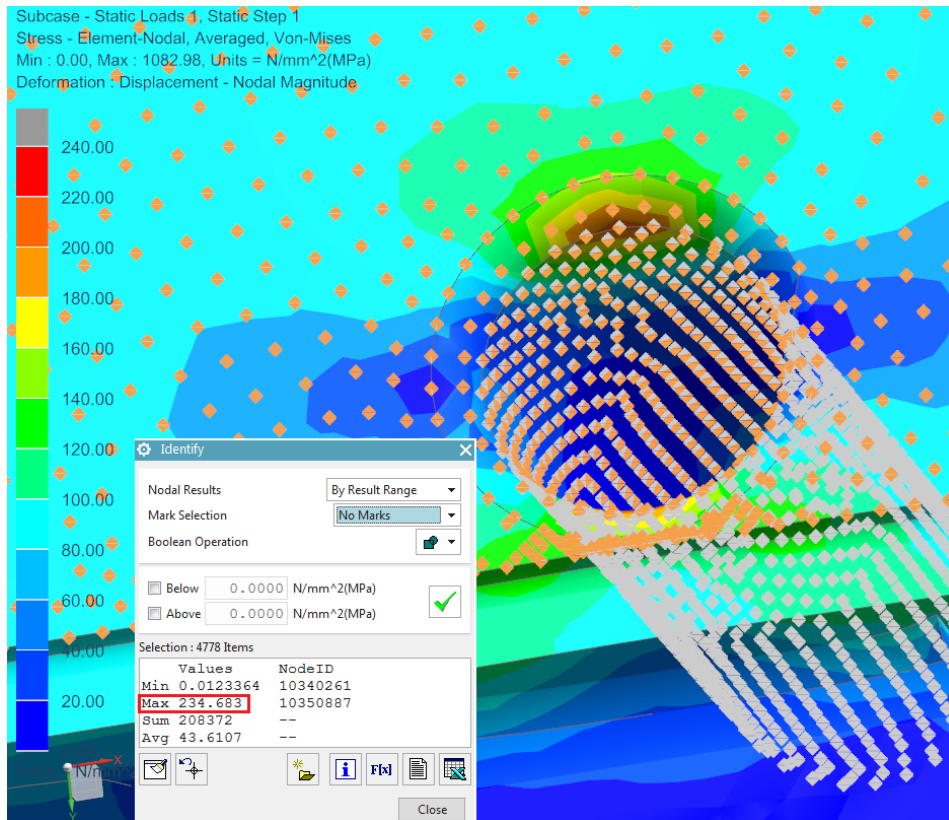 Subcase - Static Loads 1, Static Step 1
Stress - Element-Nodal, Averaged, Von-Mises
Min : 0.00, Max : 1082.98, Units = N/mm^2(MPa)
Deformation : Displacement - Nodal Magnitude
240.00
220.00
200.00
180.00
160.00
140.00
120.00
100.00
80.00
60.00
40.00
20.00
X
Y
Identify
Nodal Results By Result Range
Mark Selection No Marks
Boolean Operation
Below 0.0000 N/mm^2(MPa)
Above 0.0000 N/mm^2(MPa)
Selection : 4778 Items
Values NodeID
Min 0.0123364 10340261
Max 234.683 10350887
Sum 208372 --
Avg 43.6107 --
F[x]
Close